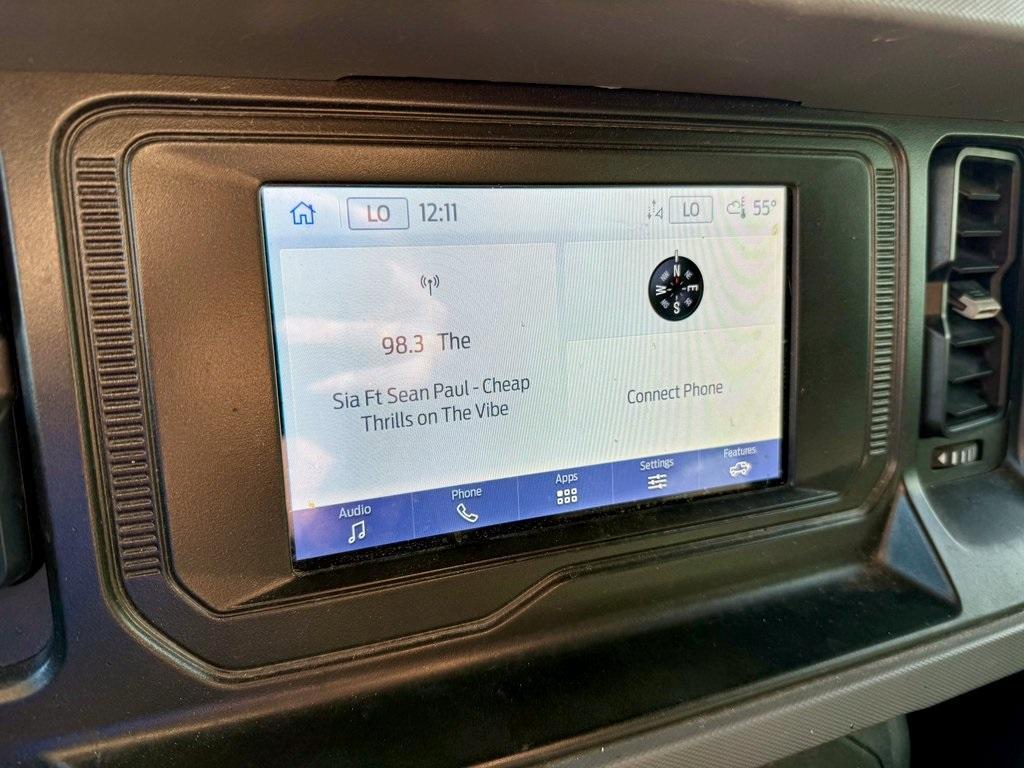 LO 12:11 LO 55°
98.3 The
Sia Ft Sean Paul - Cheap
Thrills on The Vibe
N
NE
E
S
W
Connect Phone
Audio Phone Apps Settings Features